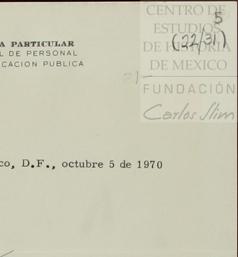 CENTRO DE
ESTUDIOS
DE HISTORIA
DE MEXICO
FUNDACIÓN
Carlos Slim
5
(22/31)
21-
A PARTICULAR
L DE PERSONAL
CACION PUBLICA
co, D.F., octubre 5 de 1970